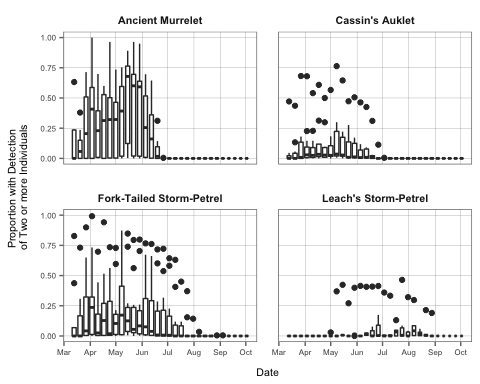 Ancient Murrelet
Cassin's Auklet
1.00
0.75
0.50
0.25
0.00
Proportion with Detection
of Two or more Individuals
Fork-Tailed Storm-Petrel
Leach's Storm-Petrel
1.00
0.75
0.50
0.25
0.00
Mar Apr May Jun Jul Aug Sep Oct
Mar Apr May Jun Jul Aug Sep Oct
Date